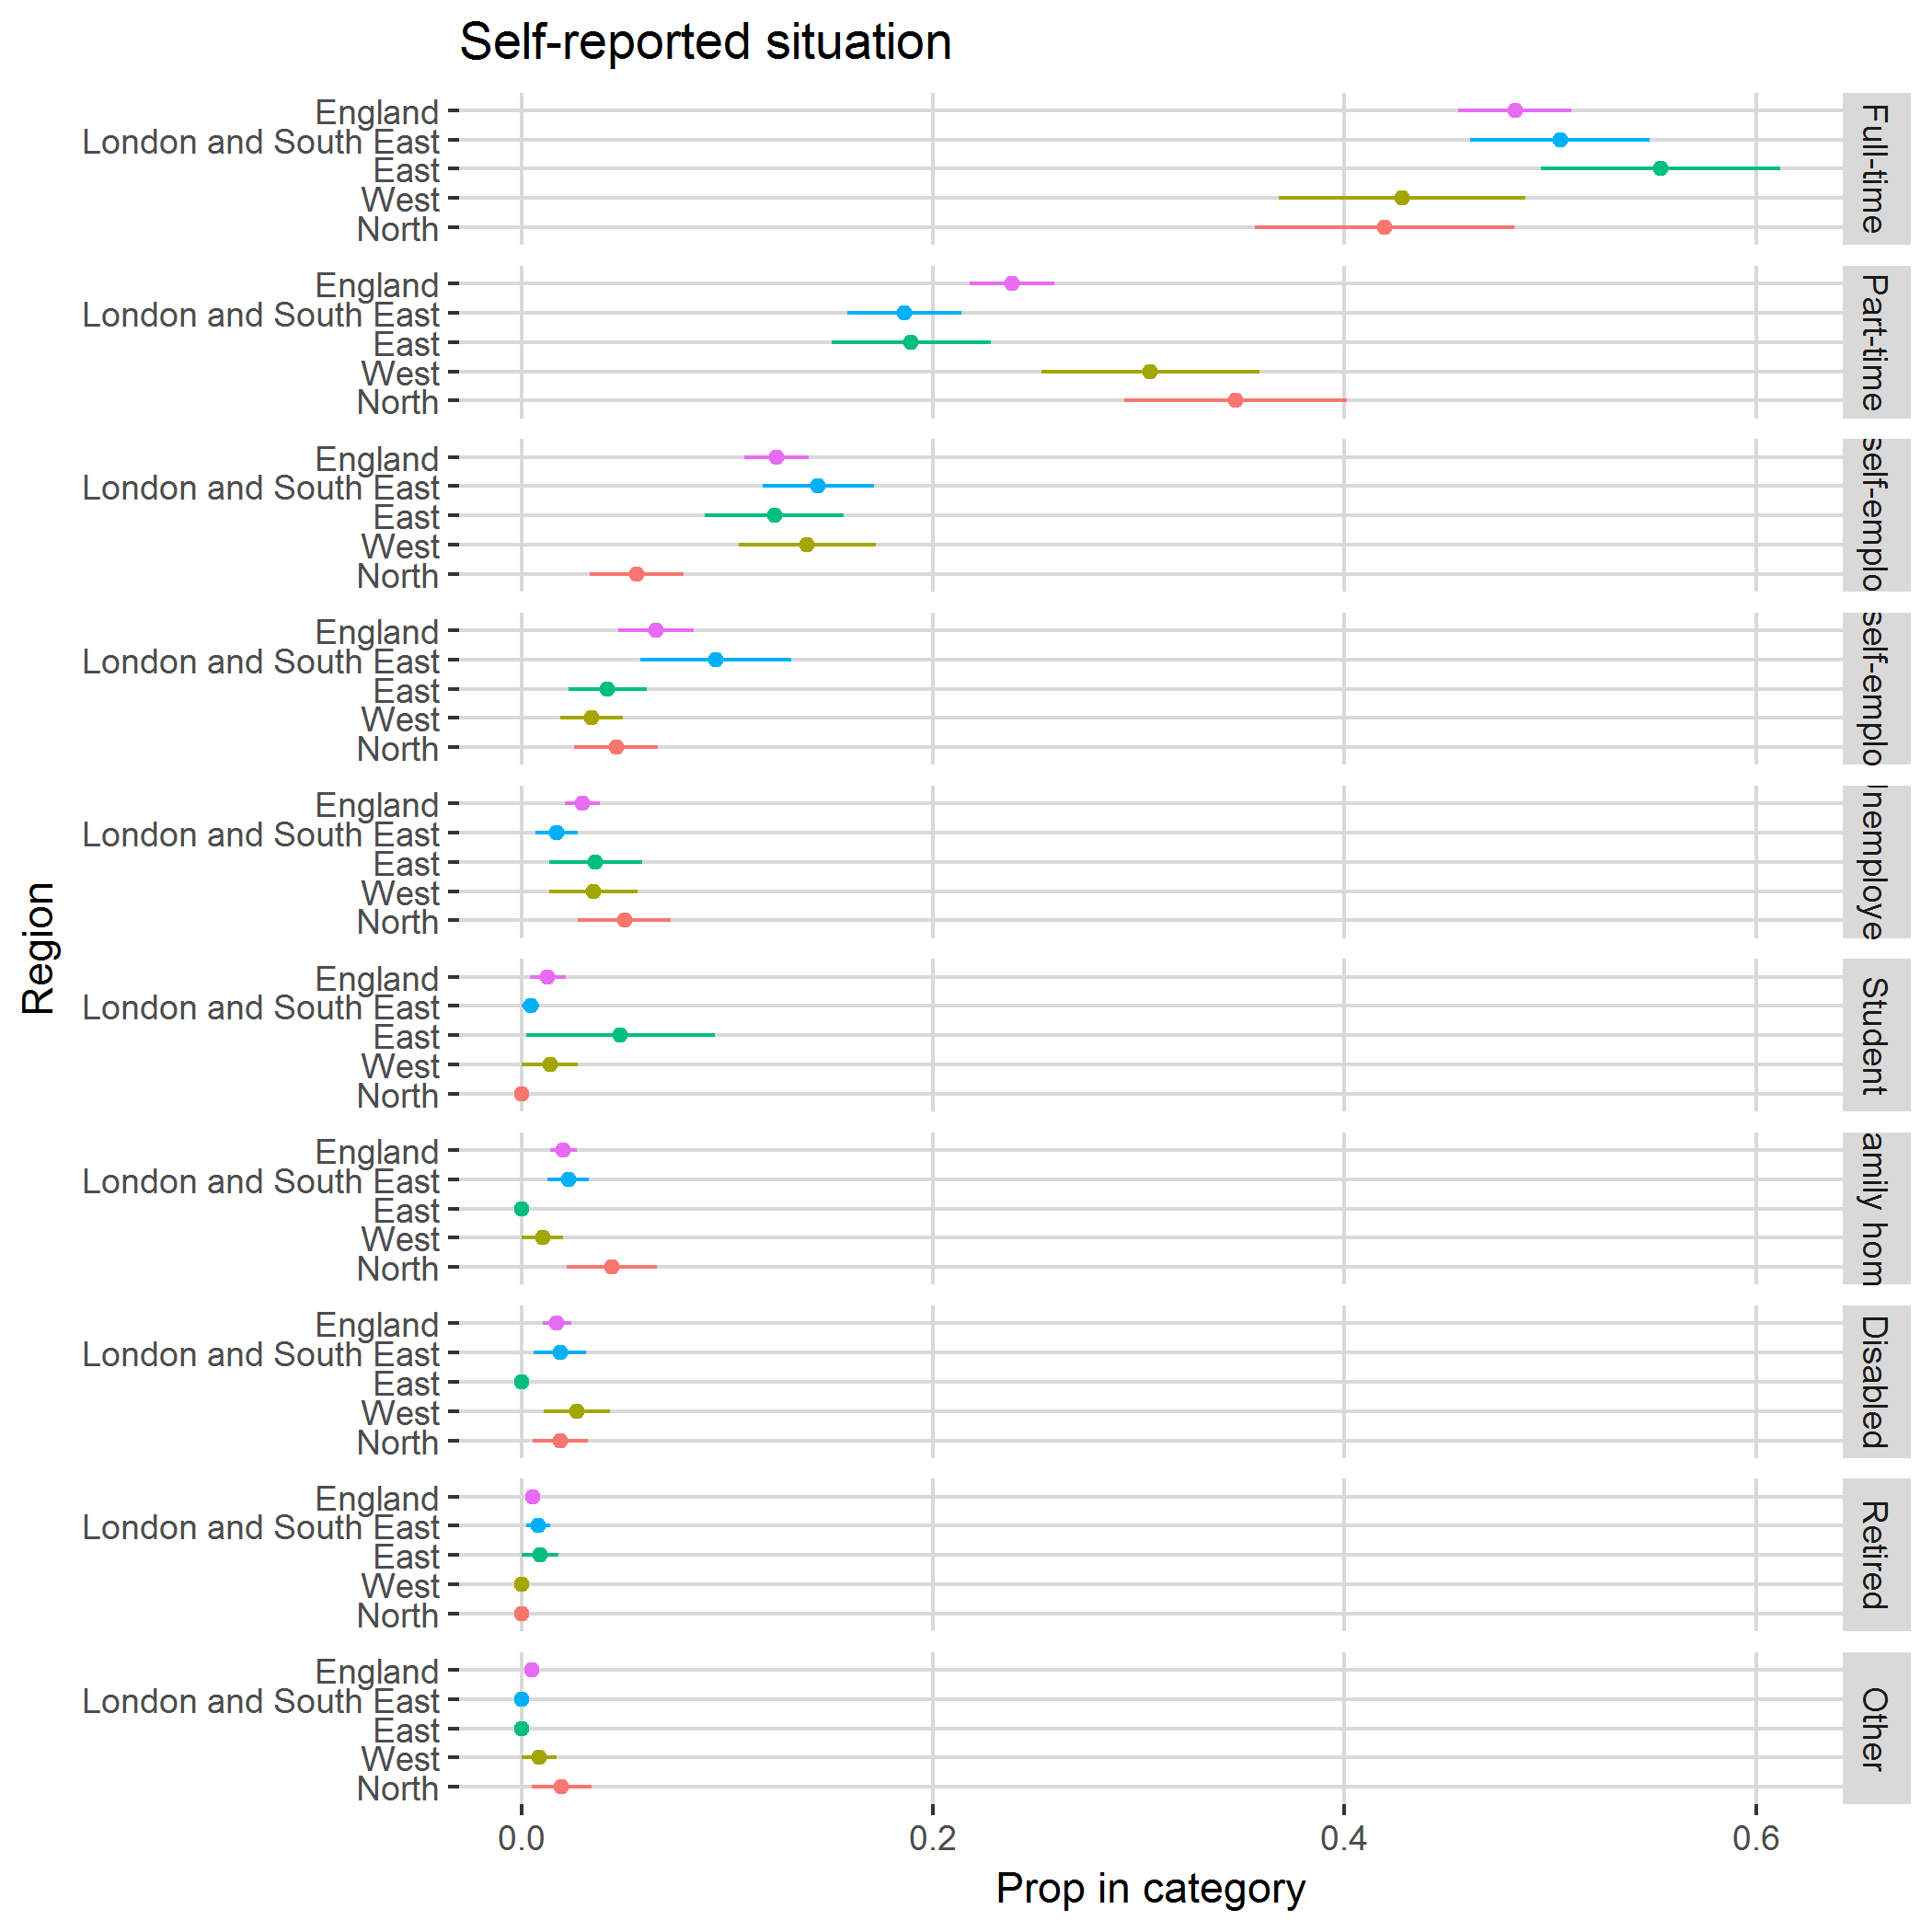 Self-reported situation
England
London and South East
East
West
North
Full-time
England
London and South East
East
West
North
Part-time
England
London and South East
East
West
North
self-emplo
England
London and South East
East
West
North
self-emplo
England
London and South East
East
West
North
nemploye
England
London and South East
East
West
North
Student
England
London and South East
East
West
North
amily hom
England
London and South East
East
West
North
Disabled
England
London and South East
East
West
North
Retired
England
London and South East
East
West
North
Other
Region
0.0 0.2 0.4 0.6
Prop in category